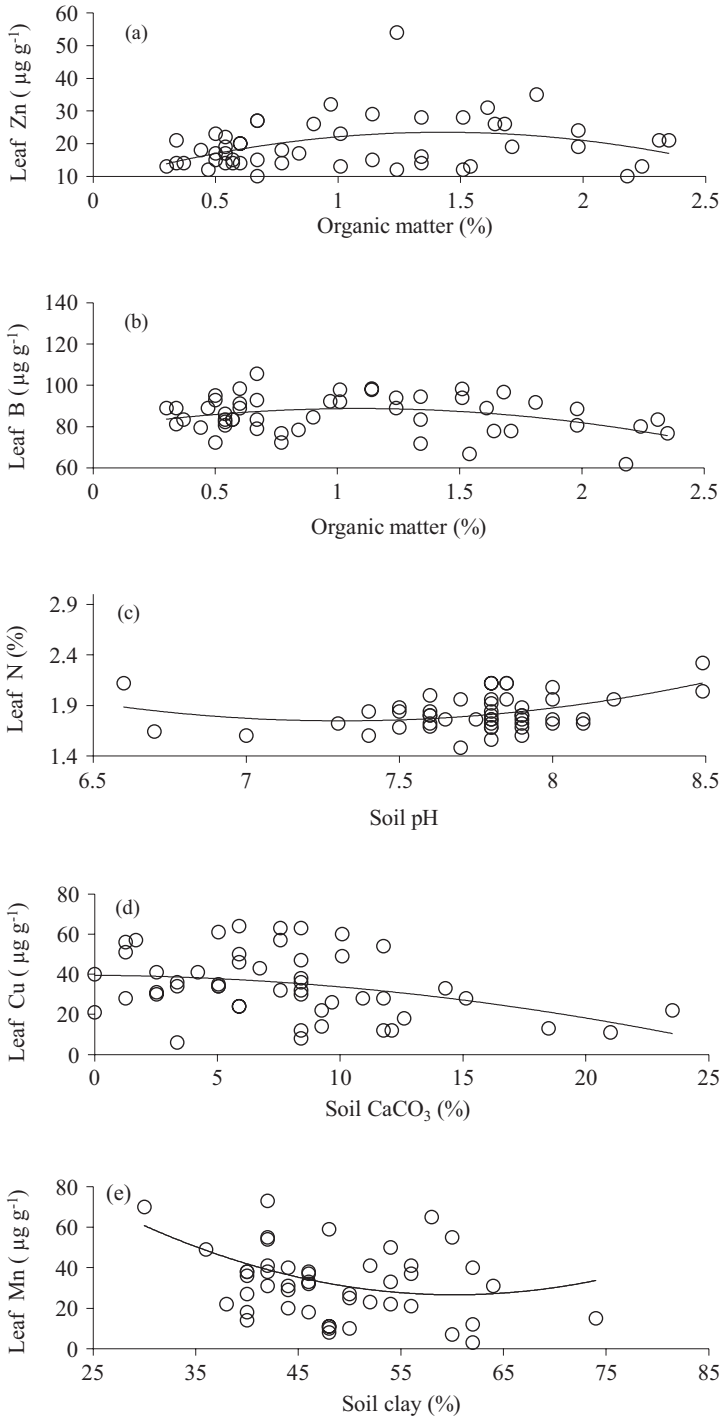 (a)
Leaf Zn ( µg g⁻¹)
60
50
40
30
20
10
0 0.5 1 1.5 2 2.5
Organic matter (%)
(b)
Leaf B ( µg g⁻¹)
140
120
100
80
60
0 0.5 1 1.5 2 2.5
Organic matter (%)
(c)
Leaf N (%)
2.9
2.4
1.9
1.4
6.5 7 7.5 8 8.5
Soil pH
(d)
Leaf Cu ( µg g⁻¹)
80
60
40
20
0
0 5 10 15 20 25
Soil CaCO₃ (%)
(e)
Leaf Mn ( µg g⁻¹)
80
60
40
20
0
25 35 45 55 65 75 85
Soil clay (%)